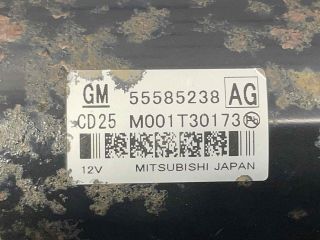 GM 55585238 AG
CD25 M001T30173
12V MITSUBISHI JAPAN